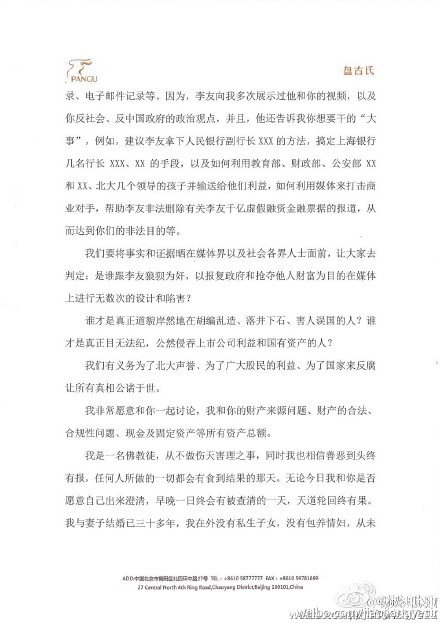 PANGU
盘古氏
录、电子邮件记录等。因为，李友向我多次展示过他和你的视频，以及
你反社会、反中国政府的政治观点，并且，他还告诉我你想要干的“大
事”，例如，建议李友拿下人民银行副行长 XXX 的方法，搞定上海银行
几名行长 XXX、XX 的手段，以及如何利用教育部、财政部、公安部 XX
和 XX、北大几个领导的孩子并输送给他们利益，如何利用媒体来打击商
业对手，帮助李友非法删除有关李友千亿虚假融资金融票据的报道，从
而达到你们的非法目的等。
我们要将事实和证据晒在媒体界以及社会各界人士面前，让大家去
判定：是谁跟李友狼狈为奸，以报复政府和抢夺他人财富为目的在媒体
上进行无数次的设计和陷害？
谁才是真正道貌岸然地在胡编乱造、落井下石、害人误国的人？谁
才是真正目无法纪，公然侵吞上市公司利益和国有资产的人？
我们有义务为了北大声誉、为了广大股民的利益、为了国家来反腐
让所有真相公诸于世。
我非常愿意和你一起讨论，我和你的财产来源问题、财产的合法、
合规性问题、现金及固定资产等所有资产总额。
我是一名佛教徒，从不做伤天害理之事，同时我也相信善恶到头终
有报，任何人所做的一切都会有食到结果的那天。无论今日我和你是否
愿意自己出来澄清，早晚一日终会有被查清的一天，天道轮回终有果。
我与妻子结婚已三十多年，我在外没有私生子女，没有包养情妇，从未
ADD:中国北京市朝阳区北四环中路27号 TEL：+8610 58777777 FAX：+8610 59781699
27 Central North 4th Ring Road,Chaoyang District,Beijing 100101,China